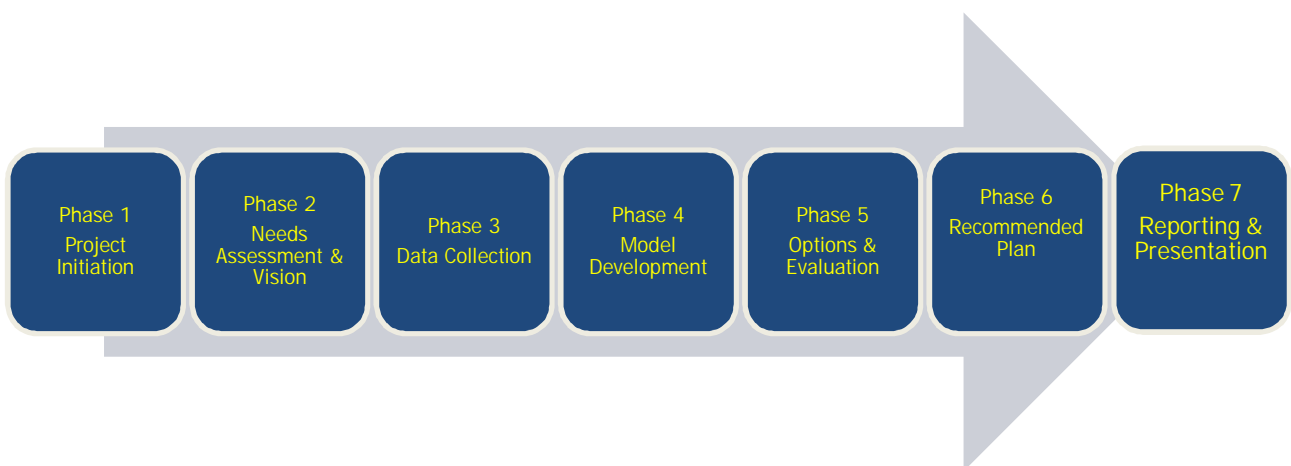 Phase 1
Project
Initiation
Phase 2
Needs
Assessment &
Vision
Phase 3
Data Collection
Phase 4
Model
Development
Phase 5
Options &
Evaluation
Phase 6
Recommended
Plan
Phase 7
Reporting &
Presentation